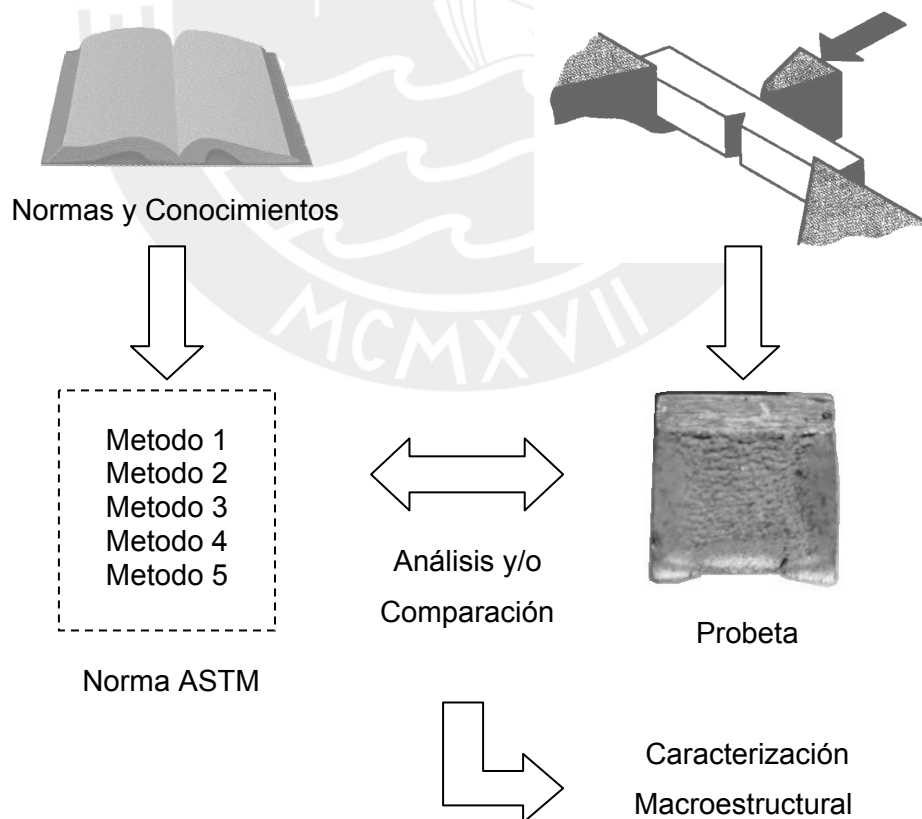 Normas y Conocimientos
MCMXVII
Metodo 1
Metodo 2
Metodo 3
Metodo 4
Metodo 5
Análisis y/o
Comparación
Probeta
Norma ASTM
Caracterización
Macroestructural